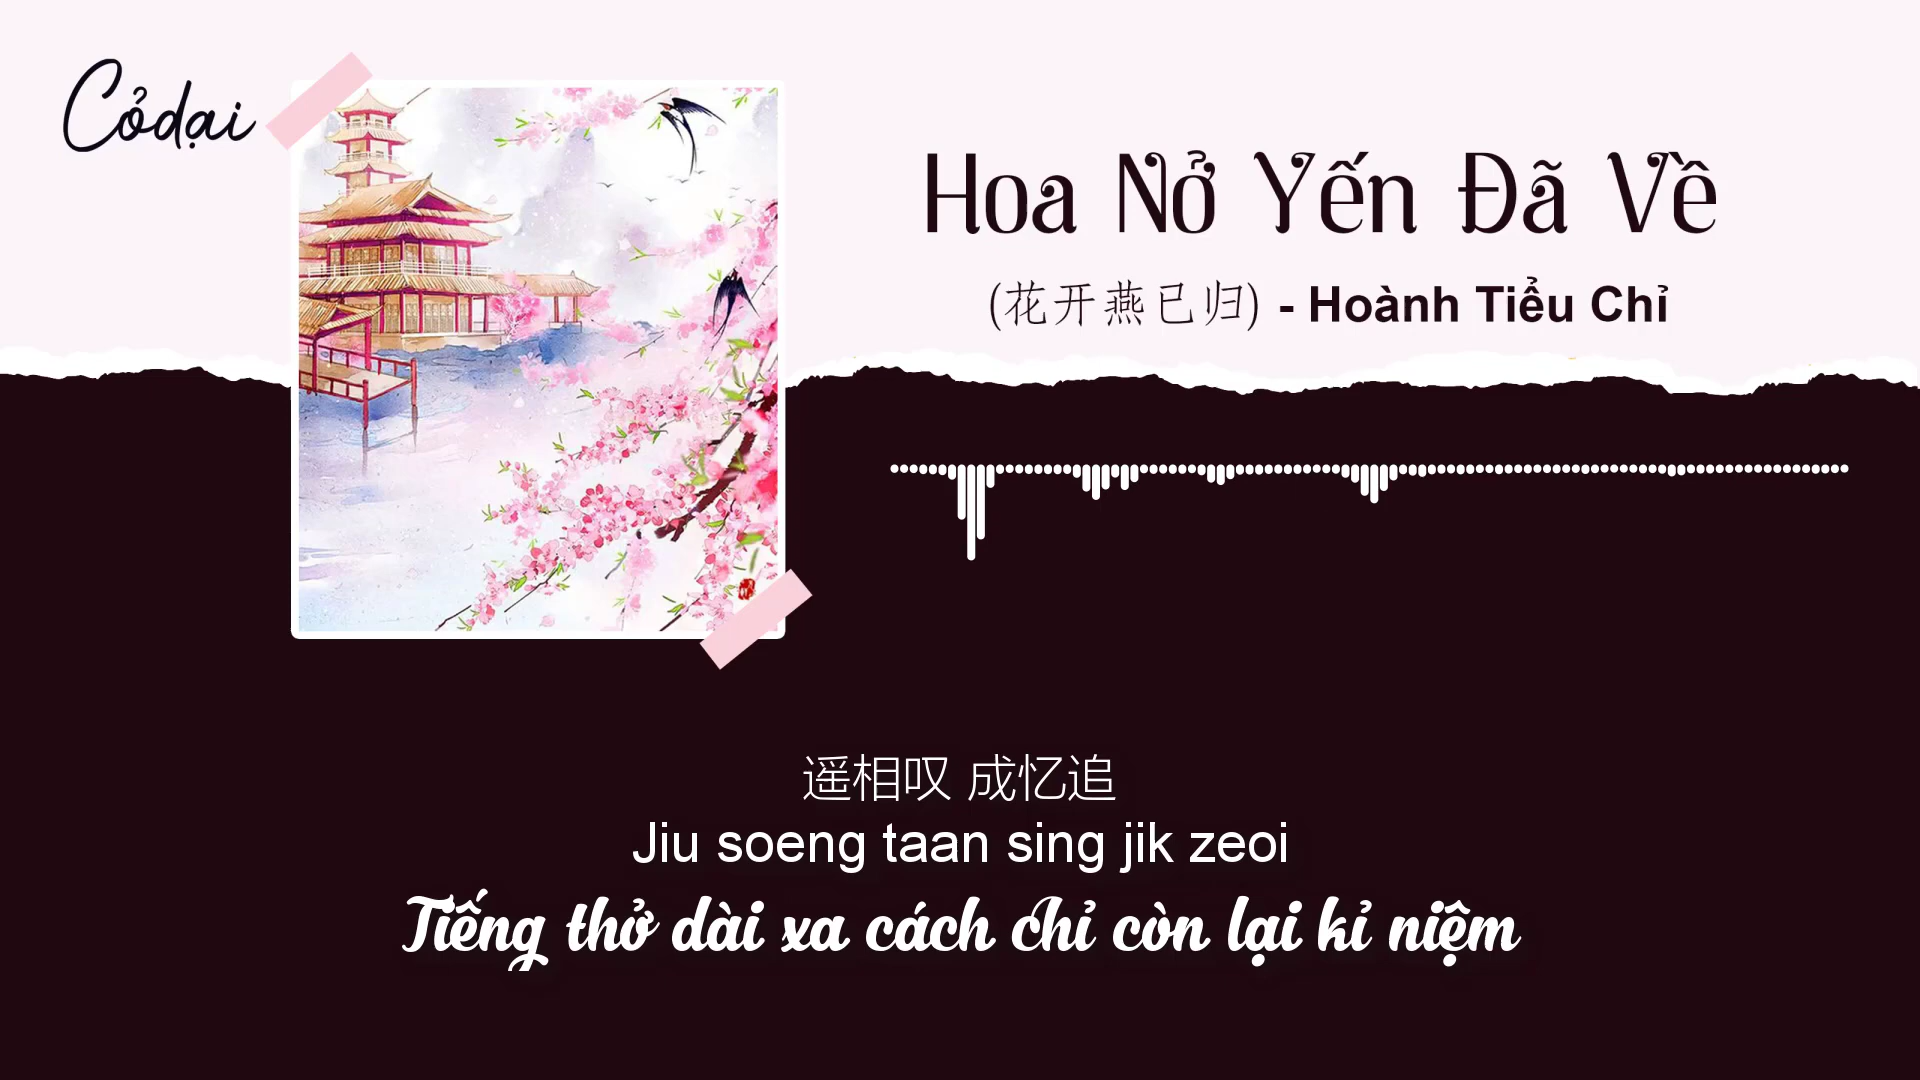 Cỏdại
Hoa Nở Yến Đã Về
(花开燕已归) - Hoành Tiểu Chỉ
遥相叹 成忆追
Jiu soeng taan sing jik zeoi
Tiếng thở dài xa cách chỉ còn lại kỉ niệm